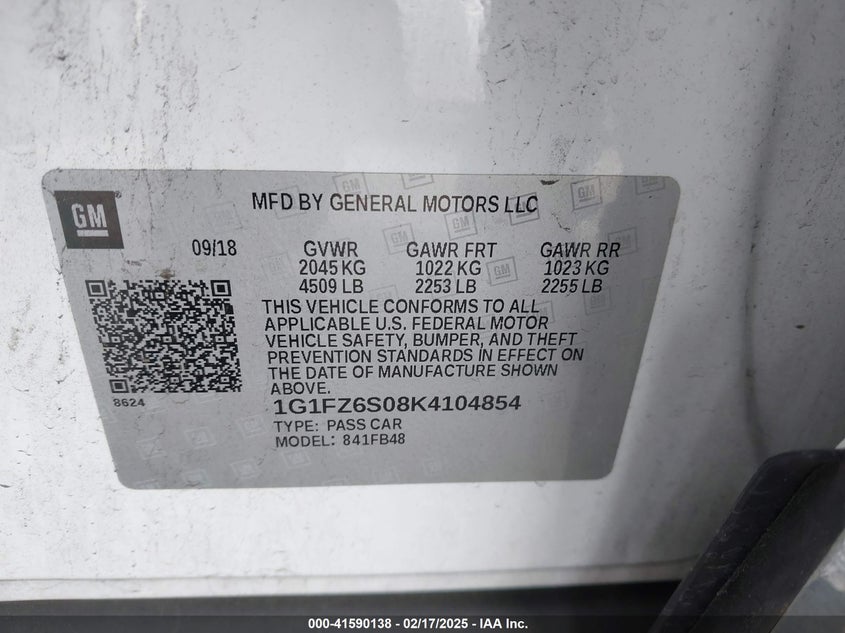 GM
MFD BY GENERAL MOTORS LLC
09/18 GVWR GAWR FRT GAWR RR
2045 KG 1022 KG 1023 KG
4509 LB 2253 LB 2255 LB
THIS VEHICLE CONFORMS TO ALL
APPLICABLE U.S. FEDERAL MOTOR
VEHICLE SAFETY, BUMPER, AND THEFT
PREVENTION STANDARDS IN EFFECT ON
THE DATE OF MANUFACTURE SHOWN
ABOVE.
8624
1G1FZ6S08K4104854
TYPE: PASS CAR
MODEL: 841FB48
000-41590138 - 02/17/2025 - IAA Inc.